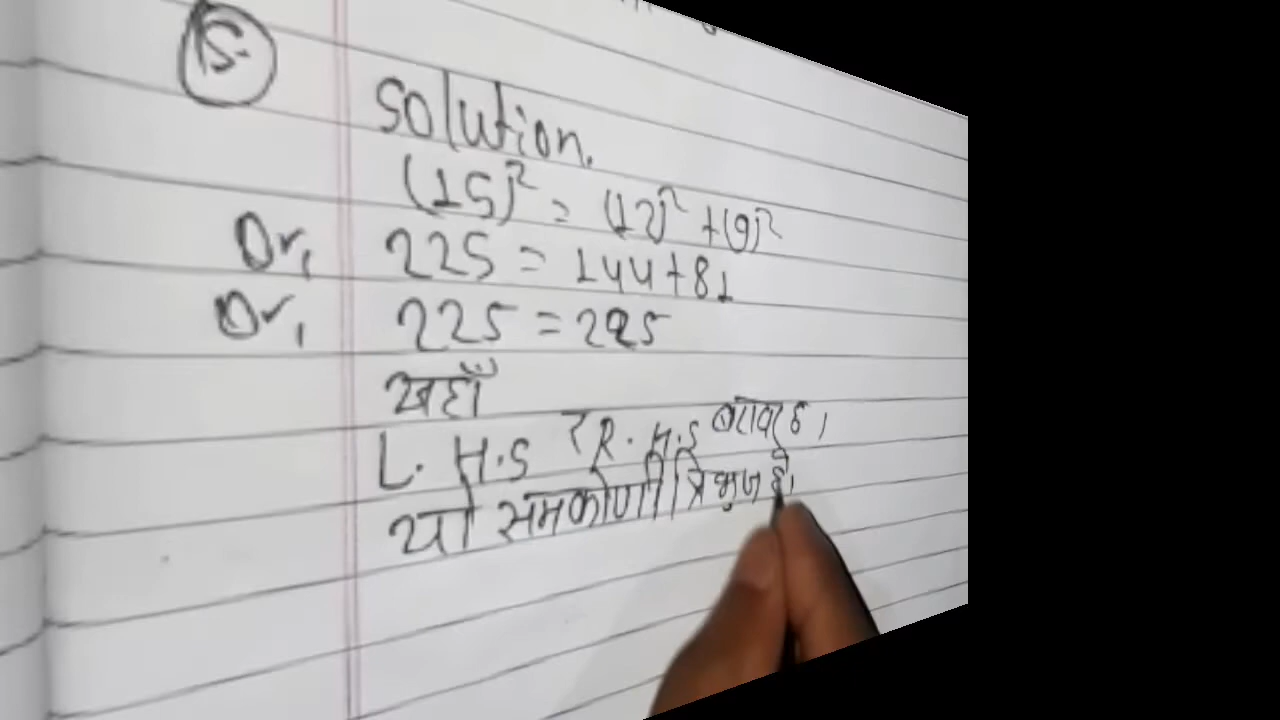 5.
Solution.
(15)² = (12)² + (9)²
Or, 225 = 144 + 81
Or, 225 = 225
यहाँ
L. H.S र R. H.S बराबर छ।
यो समकोणी त्रिभुज हो।